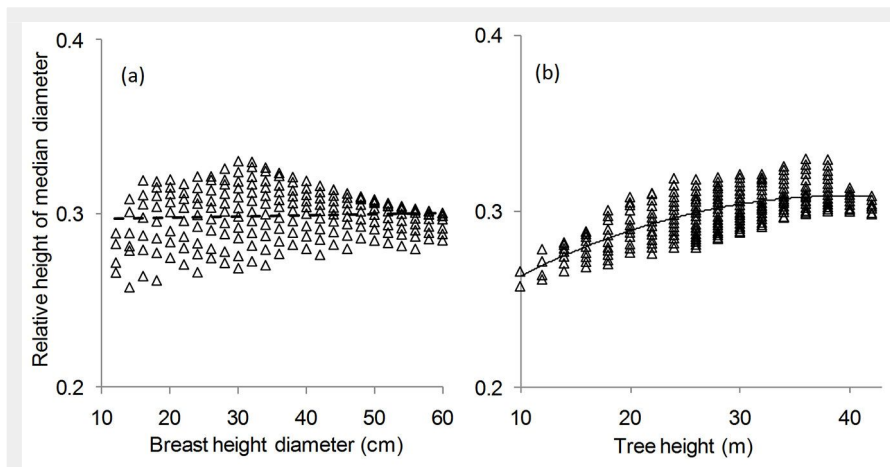 Relative height of median diameter
(a)
0.4
0.3
0.2
10 20 30 40 50 60
Breast height diameter (cm)
(b)
0.4
0.3
0.2
10 20 30 40
Tree height (m)